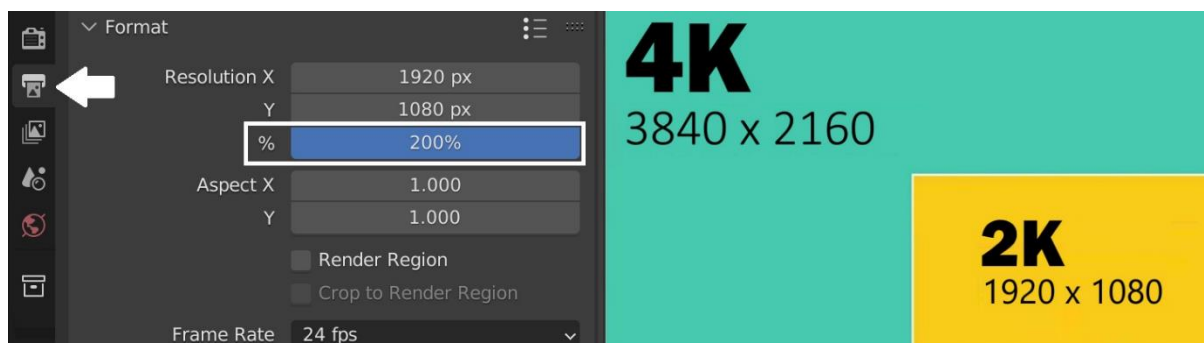 Format
Resolution X 1920 px
Y 1080 px
% 200%
Aspect X 1.000
Y 1.000
Render Region
Crop to Render Region
Frame Rate 24 fps
4K
3840 x 2160
2K
1920 x 1080